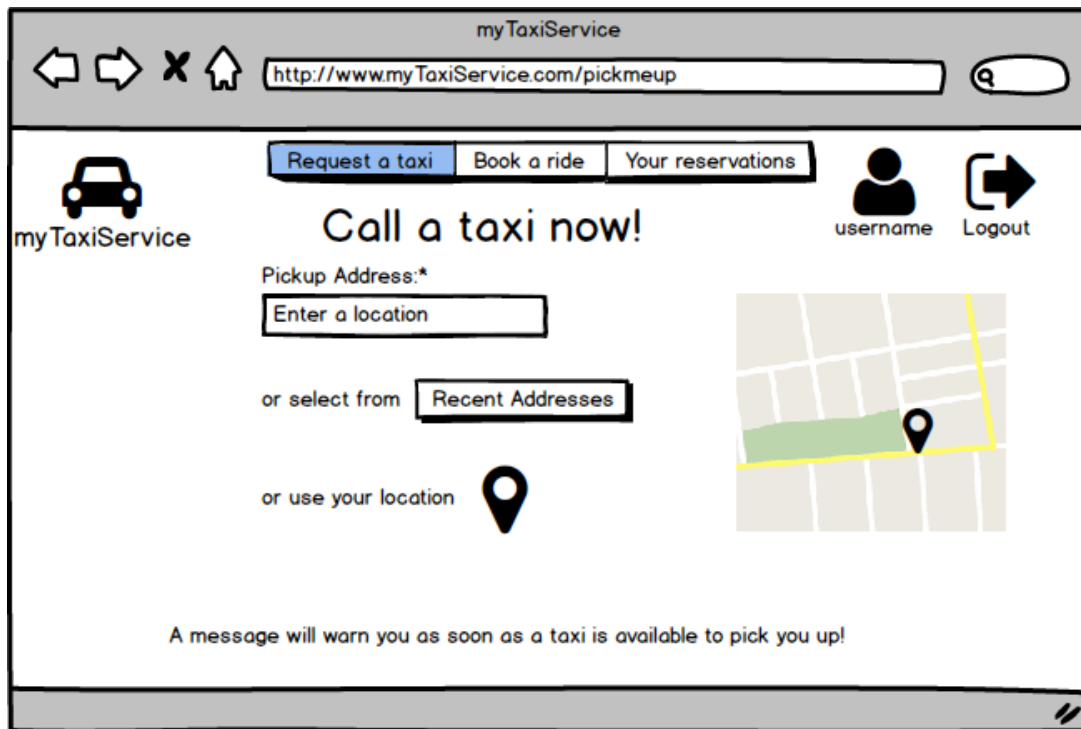 myTaxiService
http://www.myTaxiService.com/pickmeup
Request a taxi Book a ride Your reservations
myTaxiService
Call a taxi now!
username Logout
Pickup Address:*
Enter a location
or select from Recent Addresses
or use your location
A message will warn you as soon as a taxi is available to pick you up!